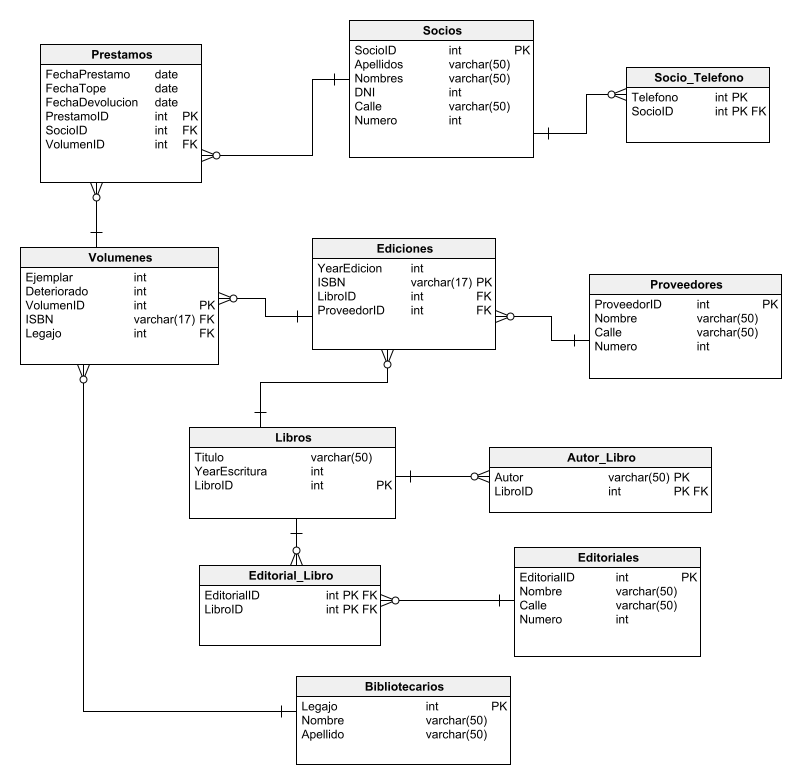 Prestamos
FechaPrestamo date
FechaTope date
FechaDevolucion date
PrestamoID int PK
SocioID int FK
VolumenID int FK
Socios
SocioID int PK
Apellidos varchar(50)
Nombres varchar(50)
DNI int
Calle varchar(50)
Numero int
Socio_Telefono
Telefono int PK
SocioID int PK FK
Volumenes
Ejemplar int
Deteriorado int
VolumenID int PK
ISBN varchar(17) FK
Legajo int FK
Ediciones
YearEdicion int
ISBN varchar(17) PK
LibroID int FK
ProveedorID int FK
Proveedores
ProveedorID int PK
Nombre varchar(50)
Calle varchar(50)
Numero int
Libros
Titulo varchar(50)
YearEscritura int
LibroID int PK
Autor_Libro
Autor varchar(50) PK
LibroID int PK FK
Editorial_Libro
EditorialID int PK FK
LibroID int PK FK
Editoriales
EditorialID int PK
Nombre varchar(50)
Calle varchar(50)
Numero int
Bibliotecarios
Legajo int PK
Nombre varchar(50)
Apellido varchar(50)